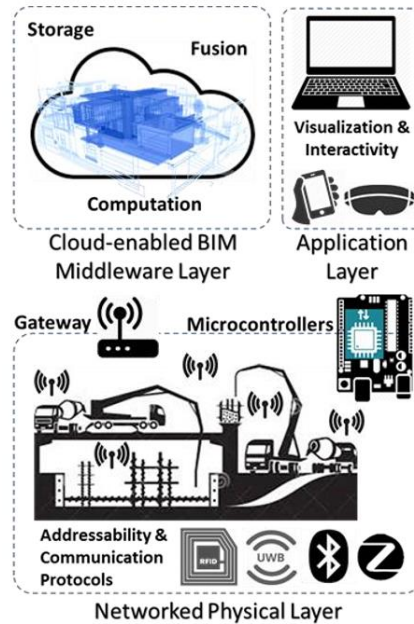 Storage
Fusion
Computation
Cloud-enabled BIM
Middleware Layer
Visualization &
Interactivity
Application
Layer
Gateway
Microcontrollers
Addressability &
Communication
Protocols
RFID
UWB
Networked Physical Layer